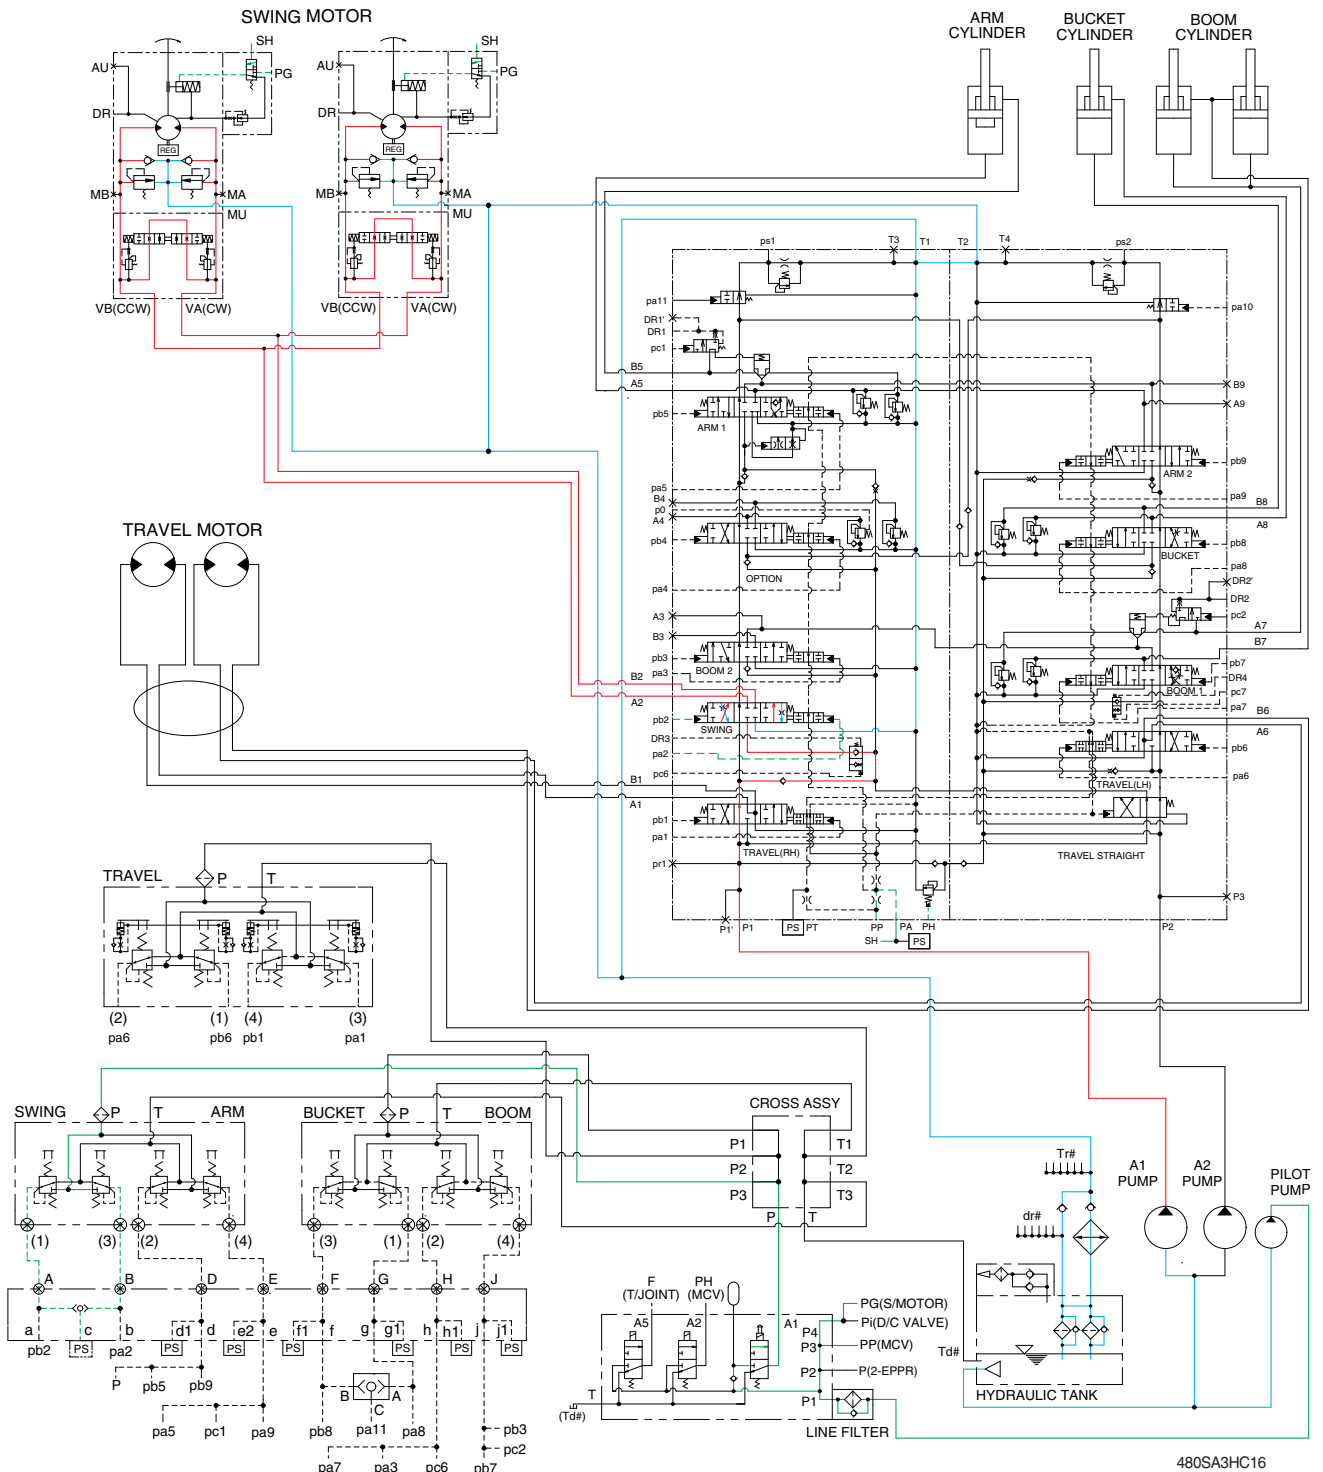 SWING MOTOR
ARM CYLINDER
BUCKET CYLINDER
BOOM CYLINDER
SH
SH
AU
PG
AU
PG
DR
DR
REG
REG
MB
MA
MB
MA
MU
MU
VB(CCW)
VA(CW)
VB(CCW)
VA(CW)
ps1
T3
T1
T2
T4
ps2
pa11
pa10
DR1'
DR1
pc1
B5
A5
B9
A9
pb5
ARM 1
pb9
ARM 2
pa5
pa9
B4
p0
A4
B8
A8
pb4
pb8
BUCKET
OPTION
pa8
DR2'
pa4
DR2
A3
pc2
B3
A7
B7
pb3
BOOM 2
pa3
pb7
DR4
BOOM 1
pc7
pa7
B2
A2
B6
pb2
SWING
A6
DR3
pb6
pa2
pc6
pa6
B1
TRAVEL(LH)
A1
pb1
pa1
TRAVEL(RH)
TRAVEL STRAIGHT
pr1
P3
P1'
P1
PS
PT
PP
PA
PH
P2
SH
PS
TRAVEL MOTOR
TRAVEL
P
T
(2)
(1)
(4)
(3)
pa6
pb6
pb1
pa1
SWING
P
T
ARM
BUCKET
P
T
BOOM
CROSS ASSY
P1
T1
P2
T2
P3
T3
P
T
(1)
(3)
(2)
(4)
(3)
(1)
(2)
(4)
A
B
D
E
F
G
H
J
a
c
b
d1
d
e2
e
f1
f
g
g1
h
h1
j
j1
pb2
PS
pa2
PS
PS
PS
PS
PS
PS
P
pb5
pb9
B
A
C
pa5
pc1
pa9
pb8
pa11
pa8
pb3
pc2
pa7
pa3
pc6
pb7
F
(T/JOINT)
PH
(MCV)
A5
A2
A1
P4
P3
P2
P1
T
(Td#)
PG(S/MOTOR)
Pi(D/C VALVE)
PP(MCV)
P(2-EPPR)
LINE FILTER
Tr#
dr#
Td#
HYDRAULIC TANK
A1 PUMP
A2 PUMP
PILOT PUMP
480SA3HC16